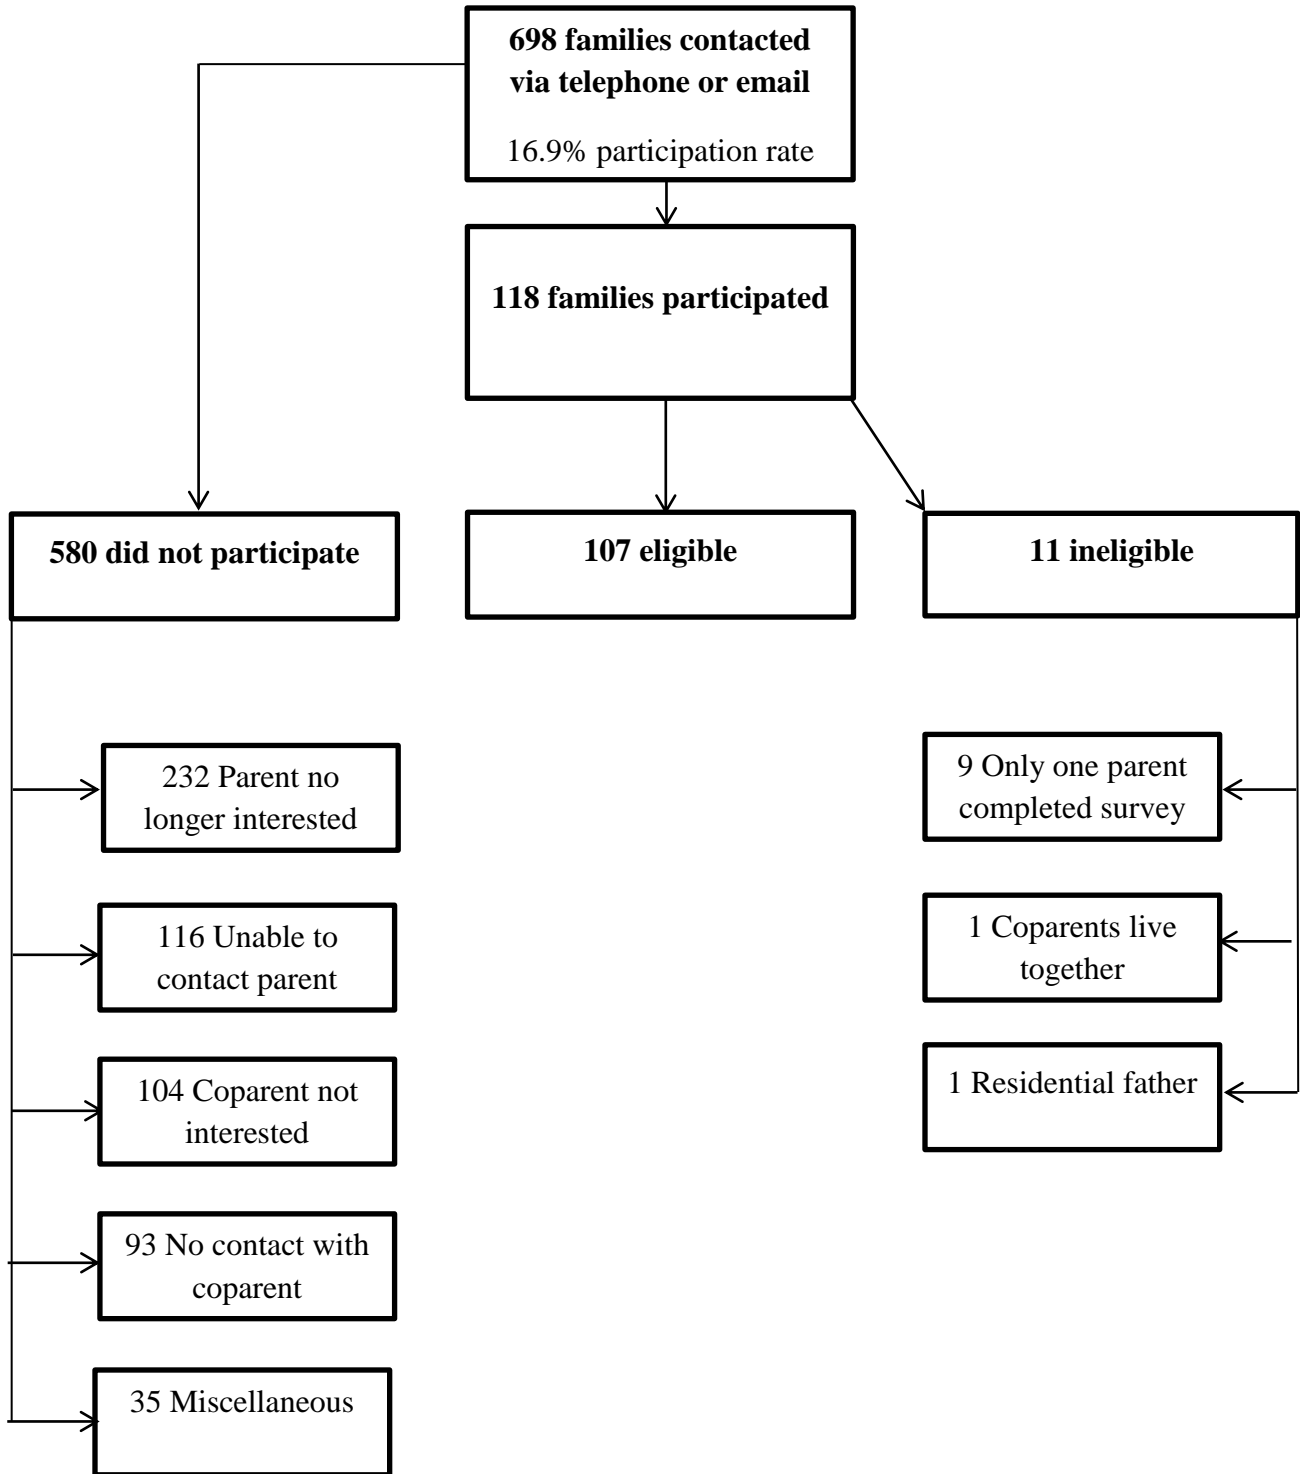 698 families contacted
via telephone or email
16.9% participation rate
118 families participated
580 did not participate
107 eligible
11 ineligible
232 Parent no
longer interested
116 Unable to
contact parent
104 Coparent not
interested
93 No contact with
coparent
35 Miscellaneous
9 Only one parent
completed survey
1 Coparents live
together
1 Residential father